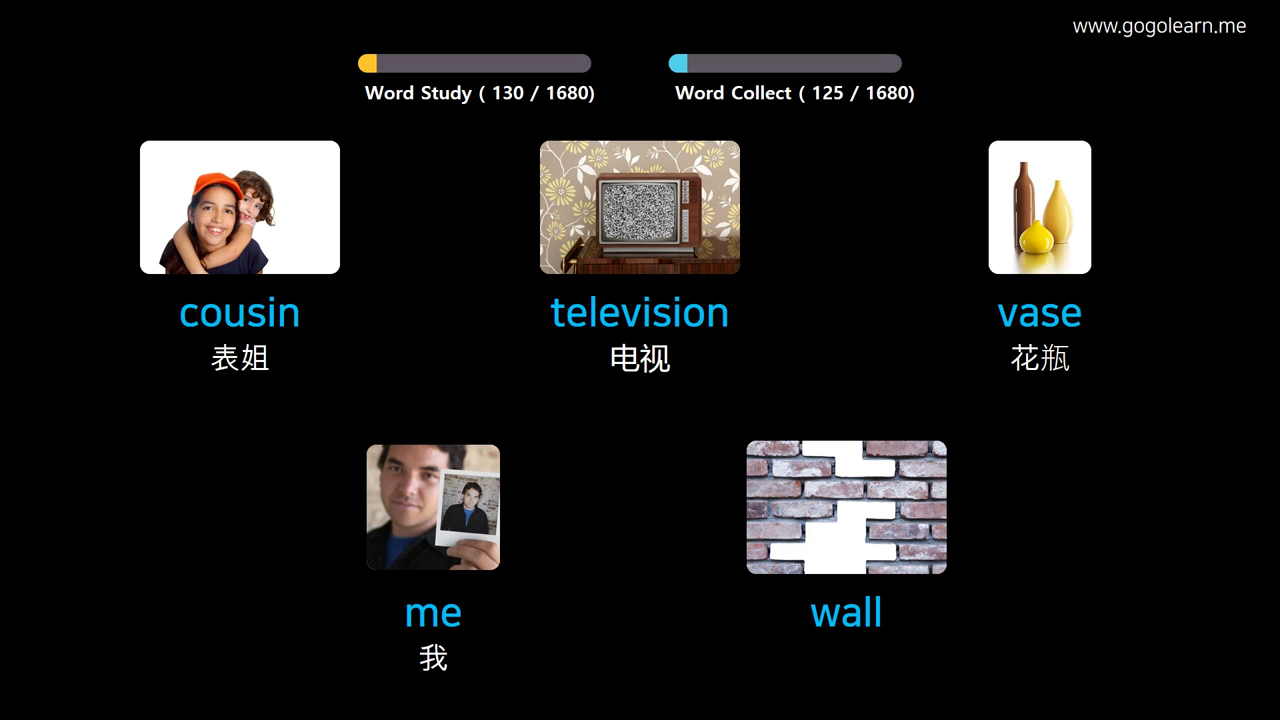 www.gogolearn.me
Word Study ( 130 / 1680)
Word Collect ( 125 / 1680)
cousin
表姐
television
电视
vase
花瓶
me
我
wall